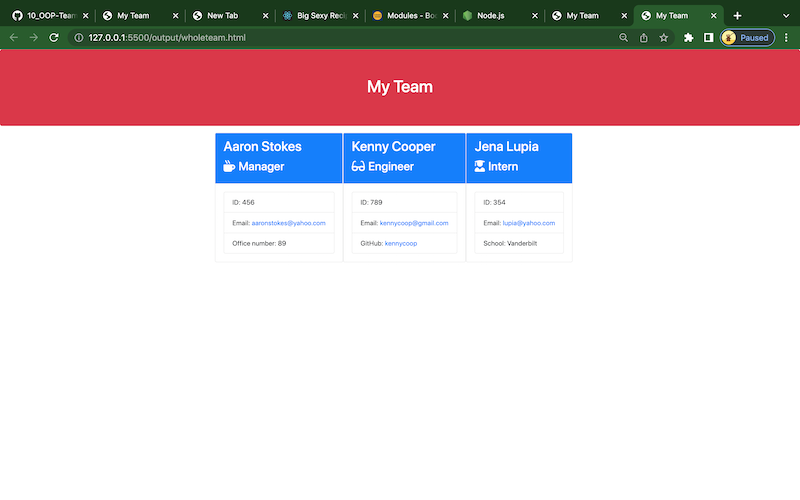 10_OOP-Team
My Team
New Tab
Big Sexy Recip
Modules - Boo
Node.js
My Team
My Team
127.0.0.1:5500/output/wholeteam.html
Paused
My Team
Aaron Stokes
Manager
ID: 456
Email: aaronstokes@yahoo.com
Office number: 89
Kenny Cooper
Engineer
ID: 789
Email: kennycoop@gmail.com
GitHub: kennycoop
Jena Lupia
Intern
ID: 354
Email: lupia@yahoo.com
School: Vanderbilt